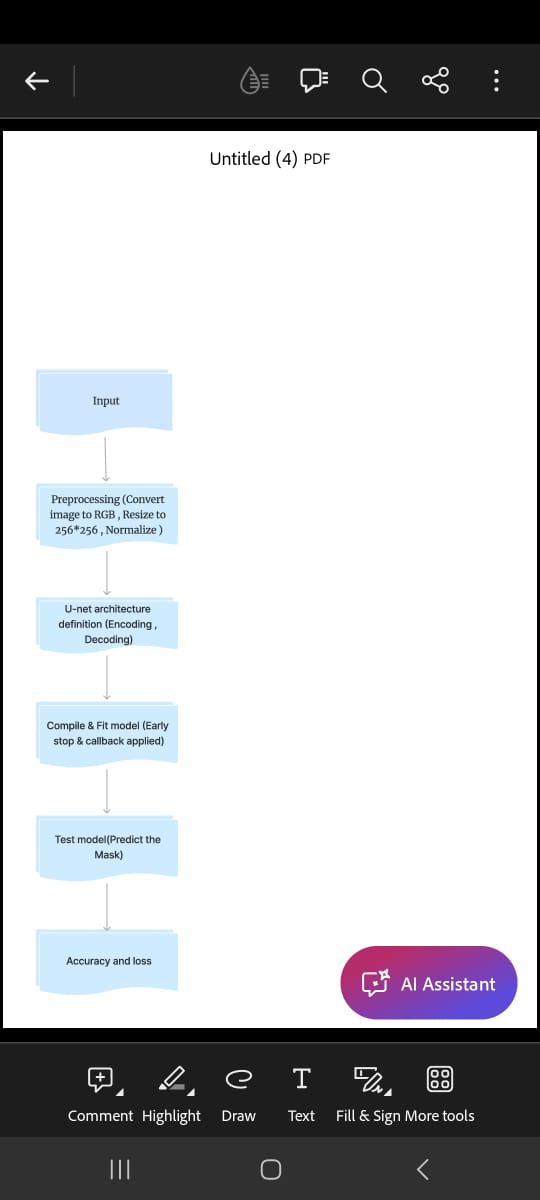 Untitled (4) PDF
Input
Preprocessing (Convert
image to RGB , Resize to
256*256 , Normalize )
U-net architecture
definition (Encoding ,
Decoding)
Compile & Fit model (Early
stop & callback applied)
Test model(Predict the
Mask)
Accuracy and loss
AI Assistant
Comment Highlight Draw Text Fill & Sign More tools